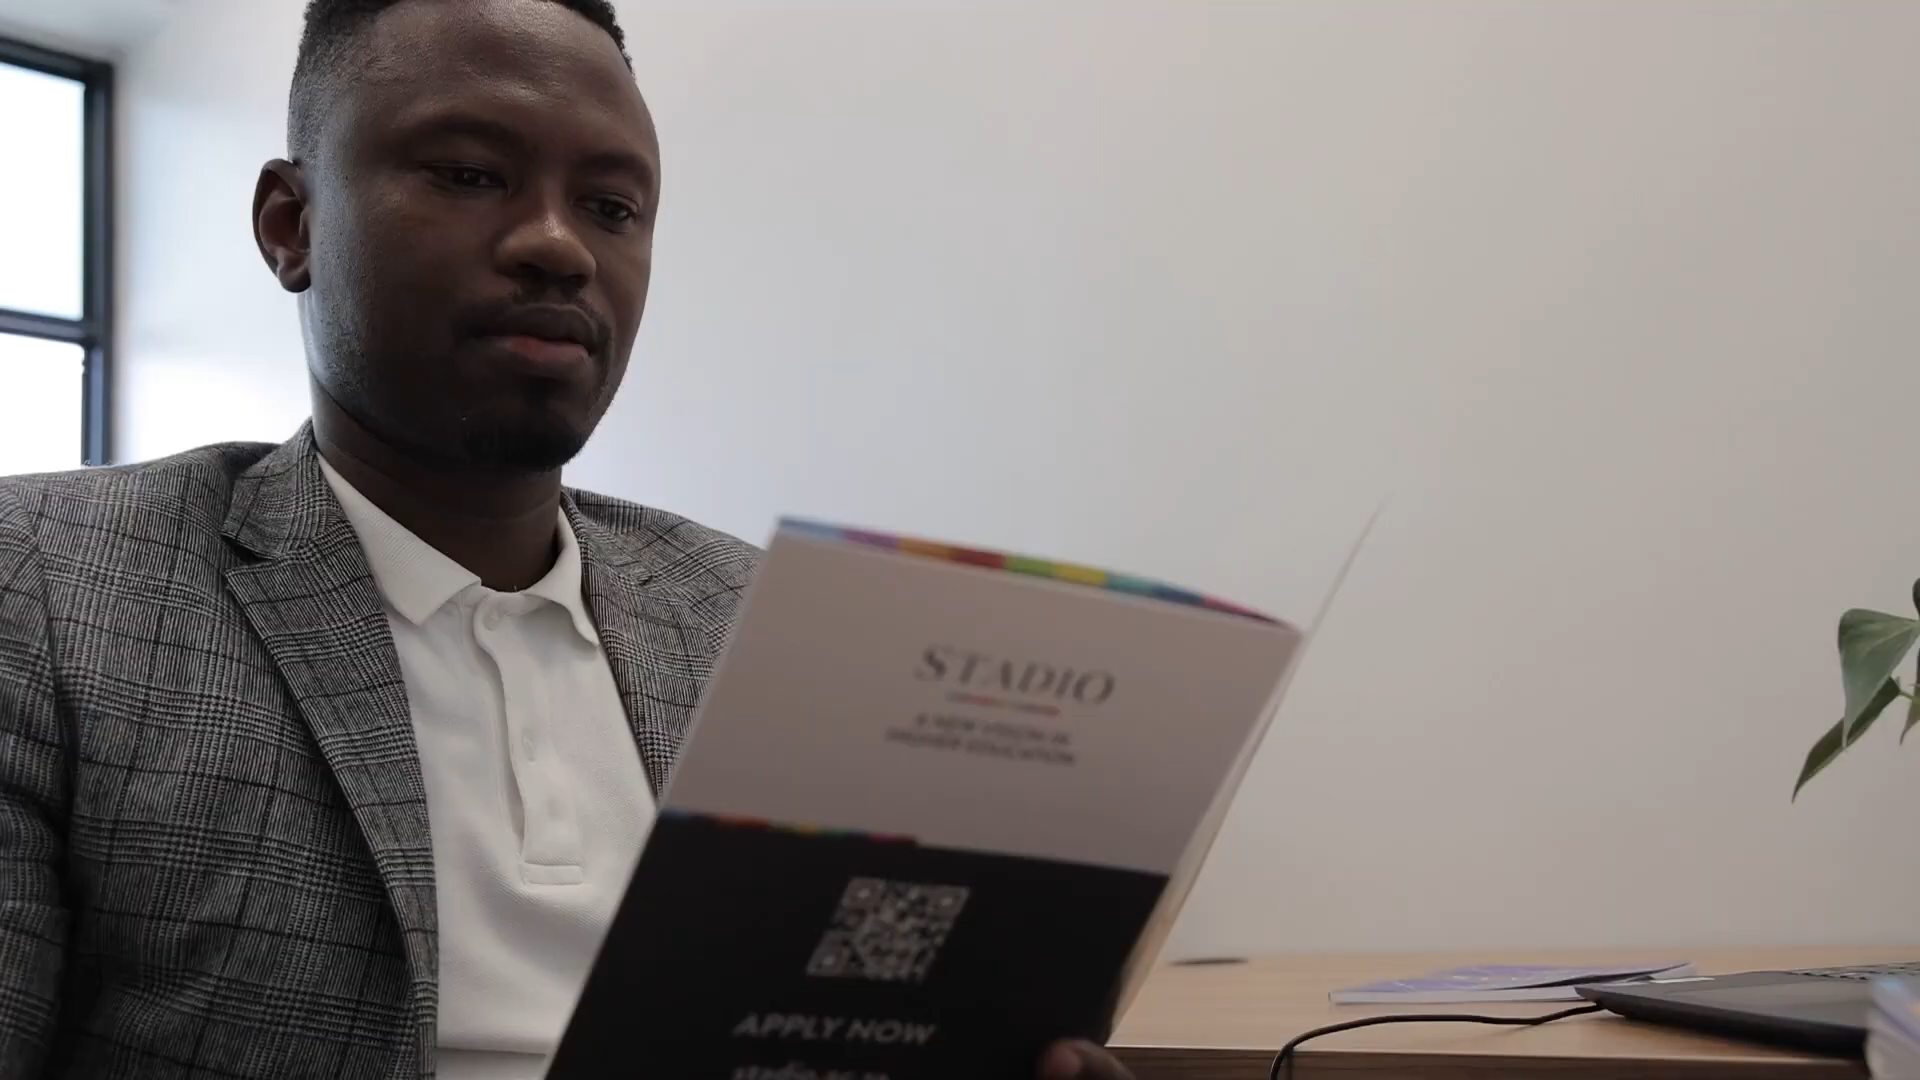 STADIO
A NEW VISION IN
HIGHER EDUCATION
APPLY NOW